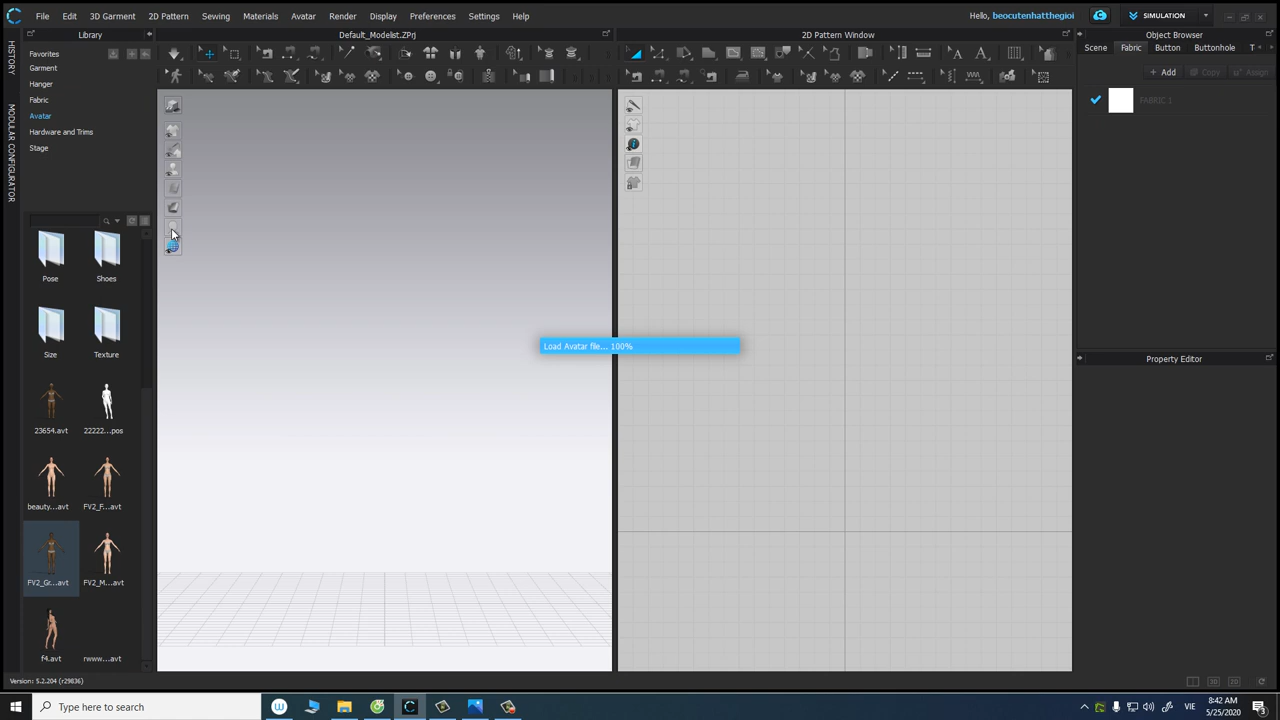 File Edit 3D Garment 2D Pattern Sewing Materials Avatar Render Display Preferences Settings Help
Hello, beocutenhatthegioi
SIMULATION
HISTORY
MODULAR CONFIGURATOR
Library
Favorites
Garment
Hanger
Fabric
Avatar
Hardware and Trims
Stage
Pose Shoes
Size Texture
23654.avt 22222...pos
beauty...avt FV2_F...avt
FV2_Gr...avt FV2_M...avt
f4.avt rwww...avt
Version: 5.2.204 (r29836)
Default_Modelist.ZPrj
Load Avatar file... 100%
2D Pattern Window
Object Browser
Scene Fabric Button Buttonhole T
+ Add Copy Assign
FABRIC 1
Property Editor
3D 2D
Type here to search
VIE
8:42 AM
5/25/2020
3